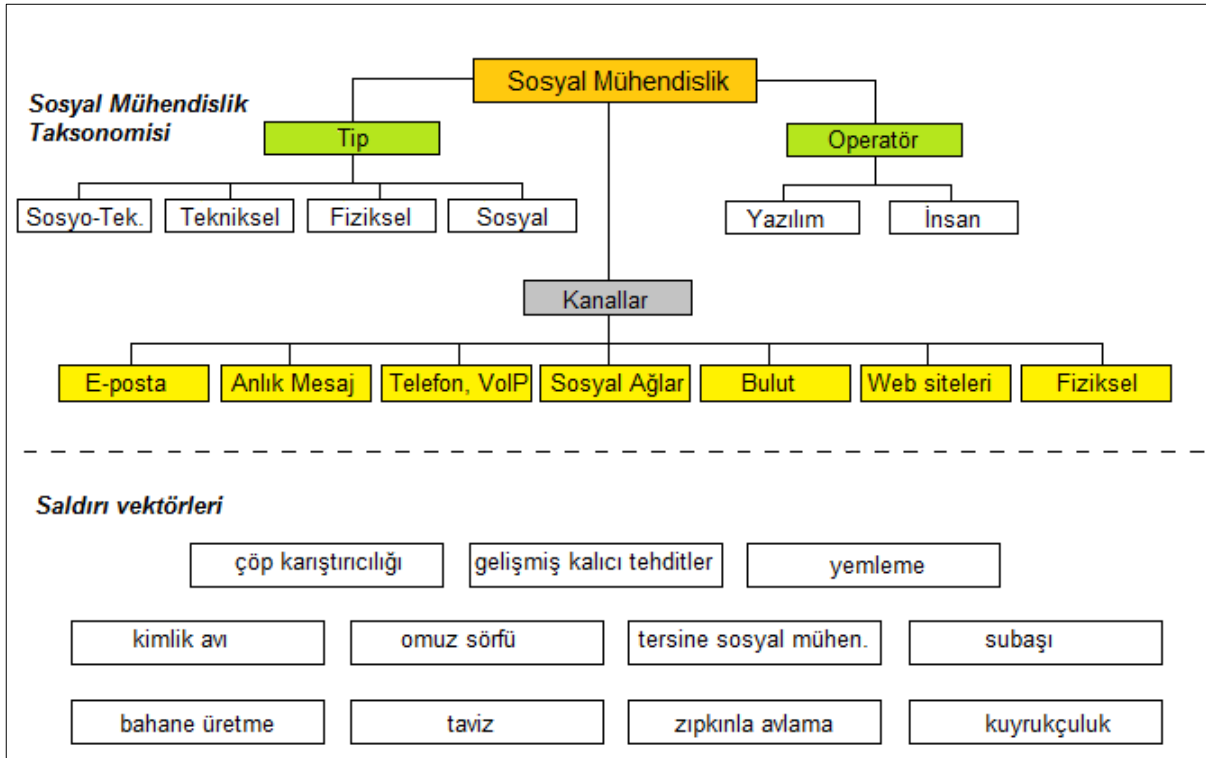 Sosyal Mühendislik
Sosyal Mühendislik
Taksonomisi
Tip
Operatör
Sosyo-Tek.
Tekniksel
Fiziksel
Sosyal
Yazılım
İnsan
Kanallar
E-posta
Anlık Mesaj
Telefon, VoIP
Sosyal Ağlar
Bulut
Web siteleri
Fiziksel
Saldırı vektörleri
çöp karıştırıcılığı
gelişmiş kalıcı tehditler
yemleme
kimlik avı
omuz sörfü
tersine sosyal mühen.
subaşı
bahane üretme
taviz
zıpkınla avlama
kuyrukçuluk